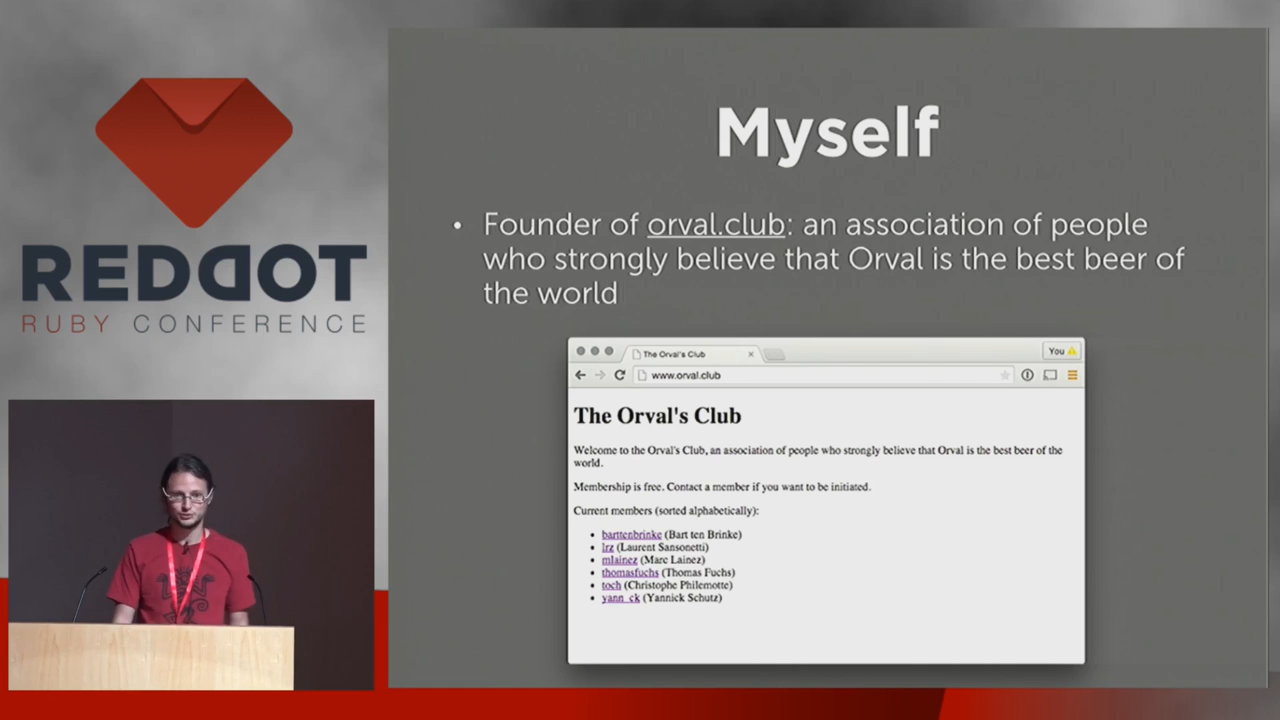 REDDOT
RUBY CONFERENCE
Myself
• Founder of orval.club: an association of people
who strongly believe that Orval is the best beer of
the world
The Orval's Club
You
www.orval.club
The Orval's Club
Welcome to the Orval's Club, an association of people who strongly believe that Orval is the best beer of the
world.
Membership is free. Contact a member if you want to be initiated.
Current members (sorted alphabetically):
• barttenbrinke (Bart ten Brinke)
• lrz (Laurent Sansonetti)
• mlainez (Marc Lainez)
• thomasfuchs (Thomas Fuchs)
• toch (Christophe Philemotte)
• yann_ck (Yannick Schutz)